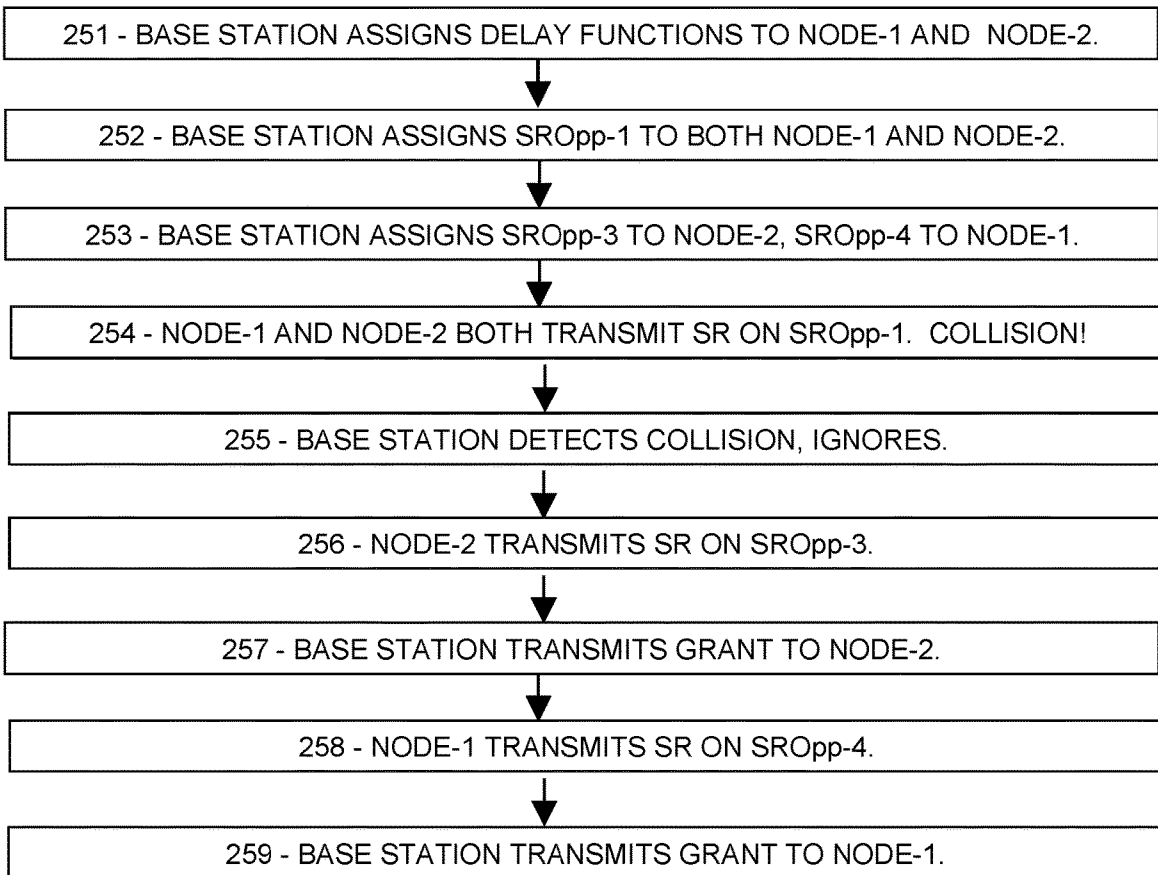 251 - BASE STATION ASSIGNS DELAY FUNCTIONS TO NODE-1 AND NODE-2.
252 - BASE STATION ASSIGNS SROpp-1 TO BOTH NODE-1 AND NODE-2.
253 - BASE STATION ASSIGNS SROpp-3 TO NODE-2, SROpp-4 TO NODE-1.
254 - NODE-1 AND NODE-2 BOTH TRANSMIT SR ON SROpp-1. COLLISION!
255 - BASE STATION DETECTS COLLISION, IGNORES.
256 - NODE-2 TRANSMITS SR ON SROpp-3.
257 - BASE STATION TRANSMITS GRANT TO NODE-2.
258 - NODE-1 TRANSMITS SR ON SROpp-4.
259 - BASE STATION TRANSMITS GRANT TO NODE-1.